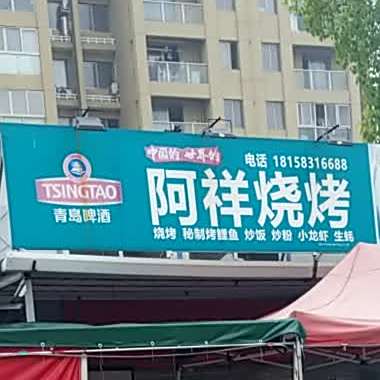 中国的 世界的
电话 18158316688
TSINGTAO
青岛啤酒
阿祥烧烤
烧烤 秘制烤鲤鱼 炒饭 炒粉 小龙虾 生蚝